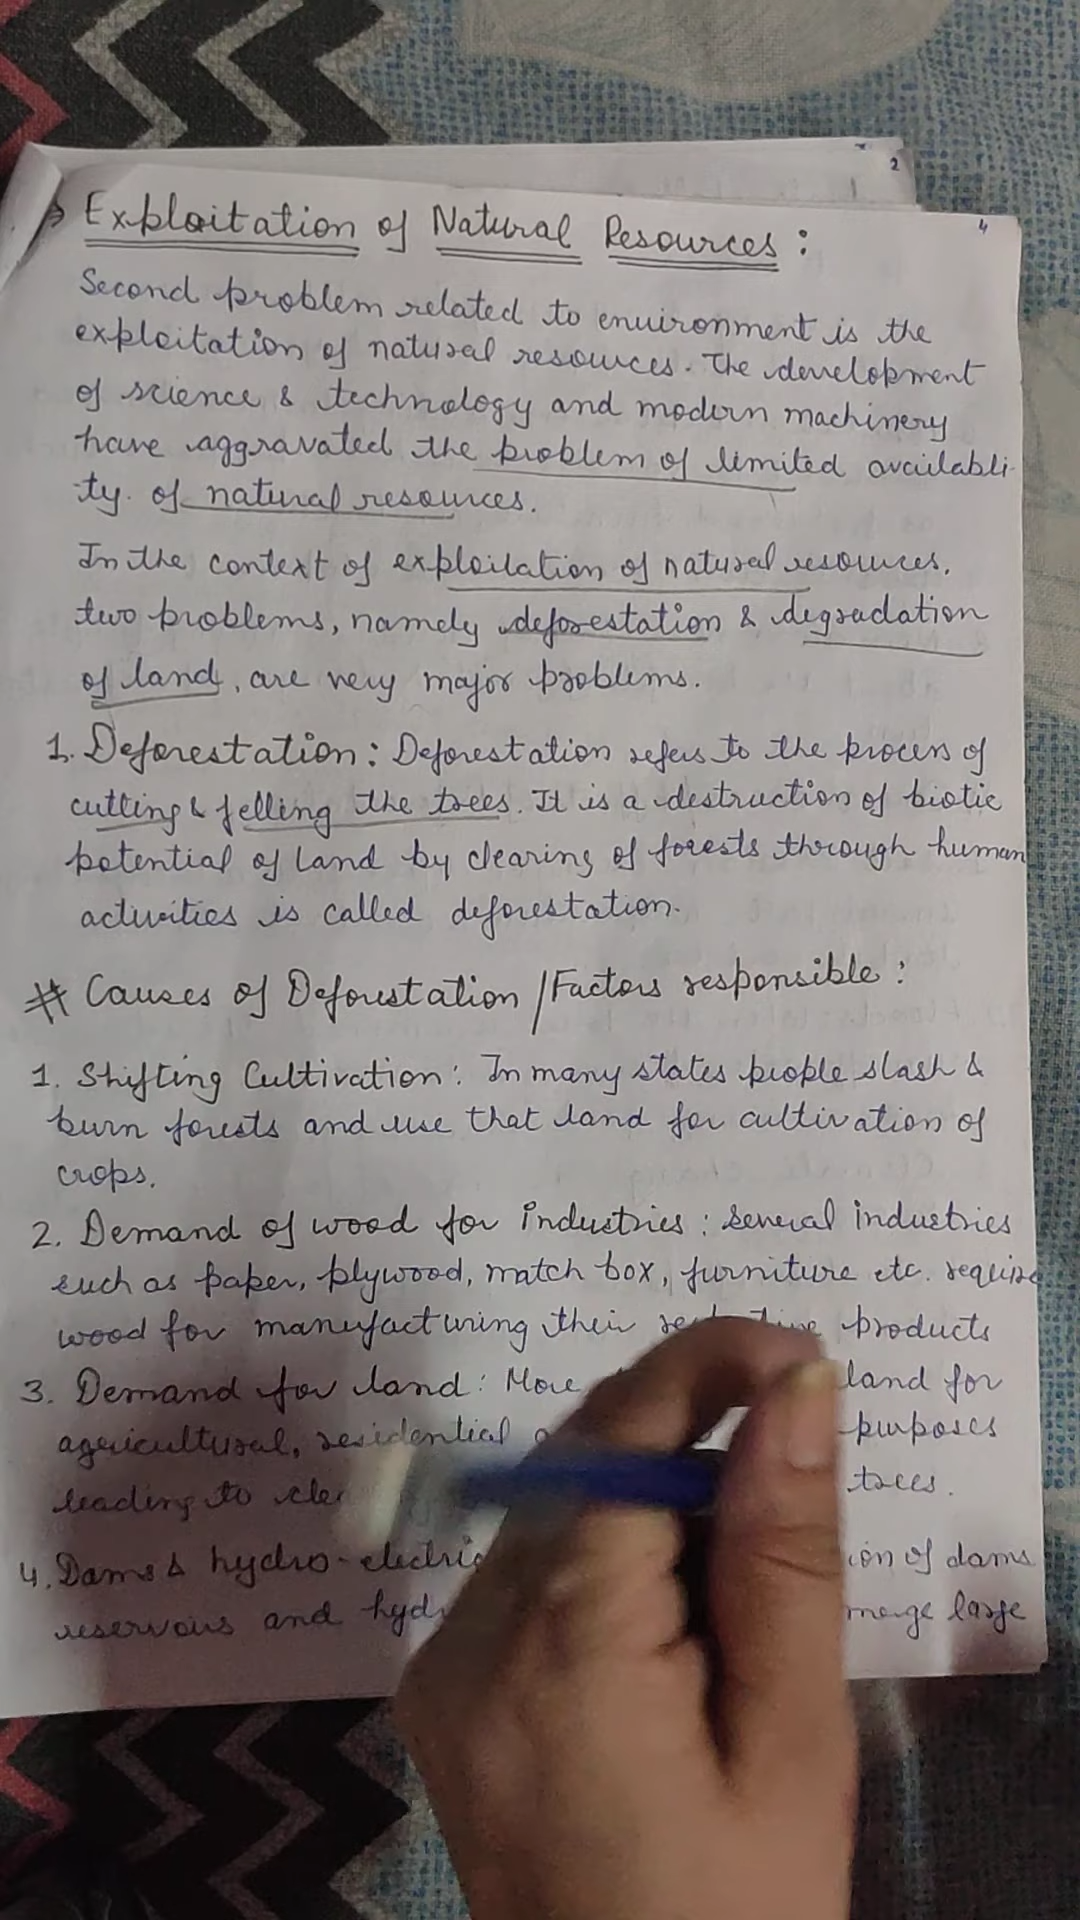 2
4
Exploitation of Natural Resources :
Second problem related to environment is the
exploitation of natural resources. The development
of science & technology and modern machinery
have aggravated the problem of limited availabli-
ty. of natural resources.
In the context of exploitation of natural resources,
two problems, namely deforestation & degradation
of land, are very major problems.
1. Deforestation : Deforestation refers to the process of
cutting & felling the trees. It is a destruction of biotic
potential of land by clearing of forests through human
activities is called deforestation.
# Causes of Deforestation / Factors responsible :
1. Shifting Cultivation : In many states people slash &
burn forests and use that land for cultivation of
crops.
2. Demand of wood for industries : Several industries
such as paper, plywood, match box, furniture etc. require
wood for manufacturing their products
3. Demand for land : More land for
agricultural, residential purposes
leading to trees.
4. Dams & hydro-electric of dams
reservous and large